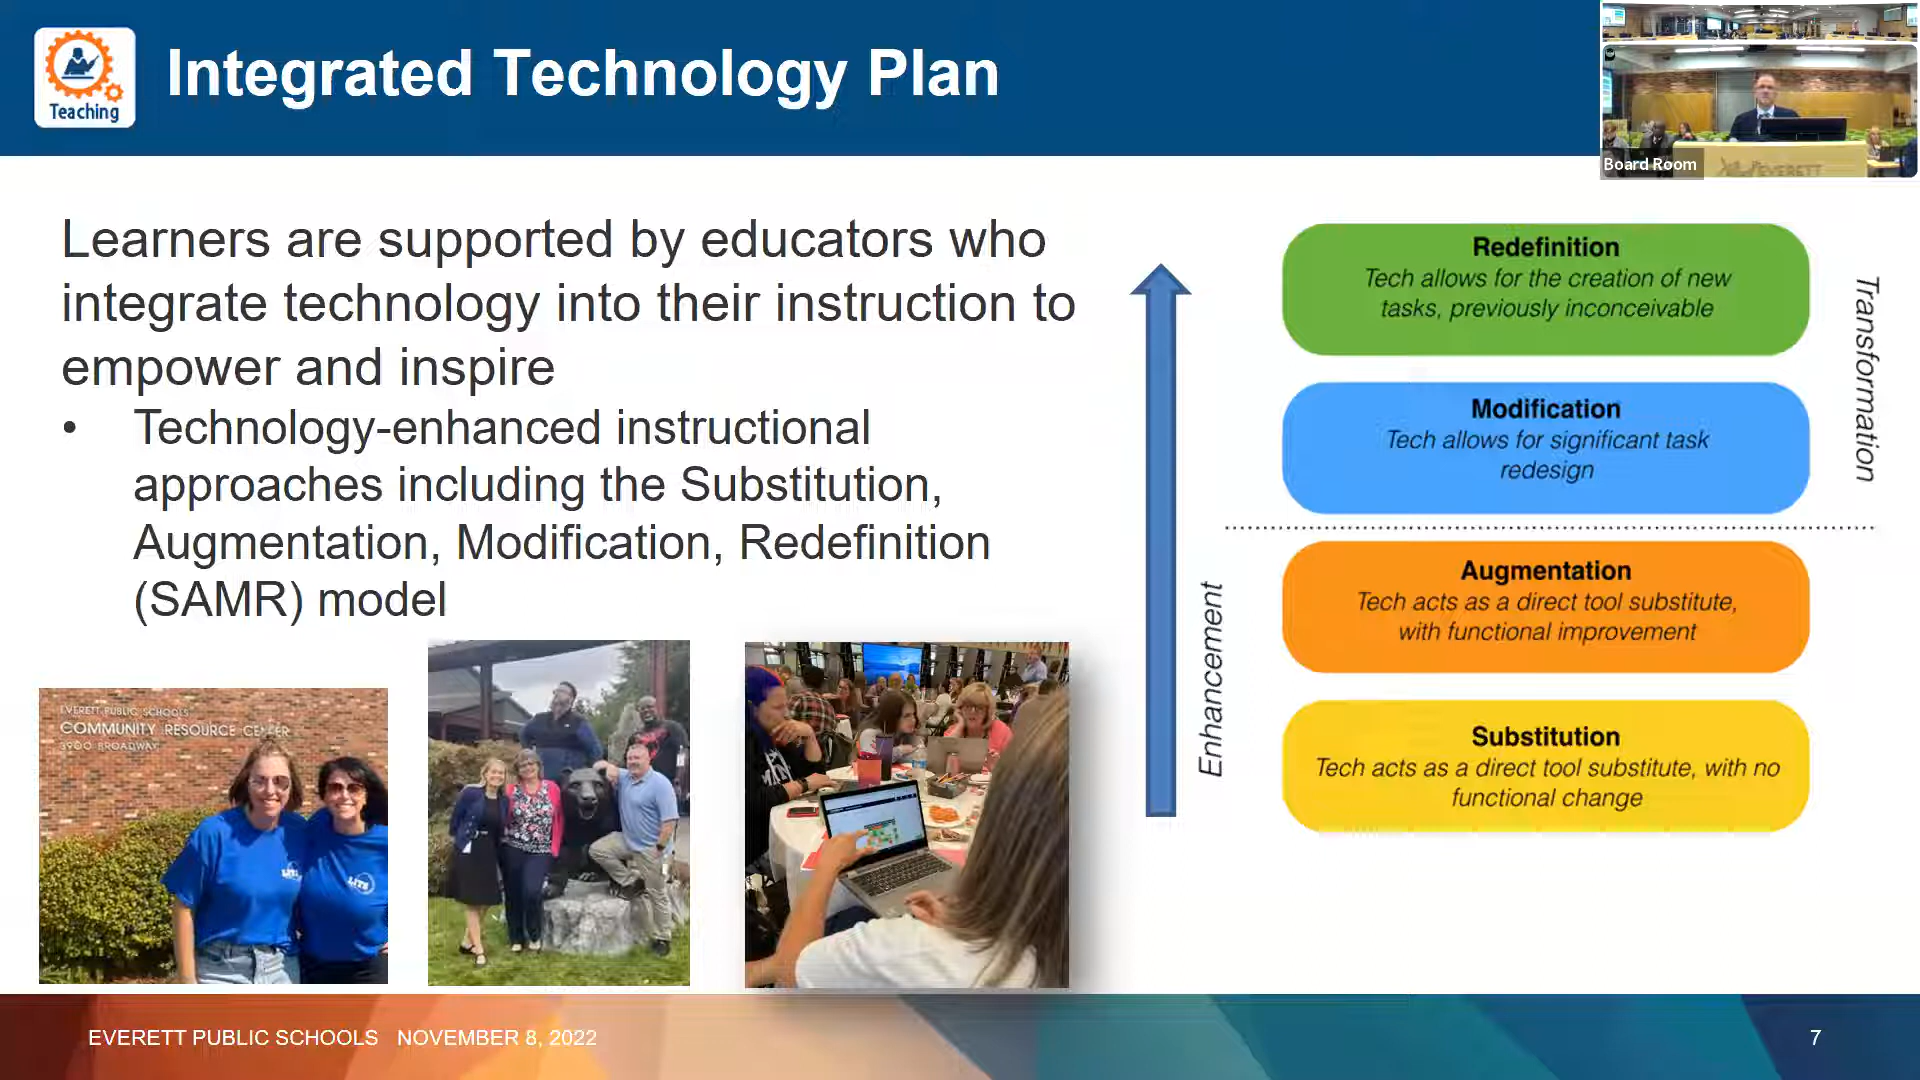 Teaching
Integrated Technology Plan
Board Room
EVERETT
Learners are supported by educators who
integrate technology into their instruction to
empower and inspire
• Technology-enhanced instructional
approaches including the Substitution,
Augmentation, Modification, Redefinition
(SAMR) model
Redefinition
Tech allows for the creation of new
tasks, previously inconceivable
Modification
Tech allows for significant task
redesign
Transformation
Augmentation
Tech acts as a direct tool substitute,
with functional improvement
Substitution
Tech acts as a direct tool substitute, with no
functional change
Enhancement
EVERETT PUBLIC SCHOOLS
COMMUNITY RESOURCE CENTER
3900 BROADWAY
LITS
LITS
EVERETT PUBLIC SCHOOLS NOVEMBER 8, 2022
7